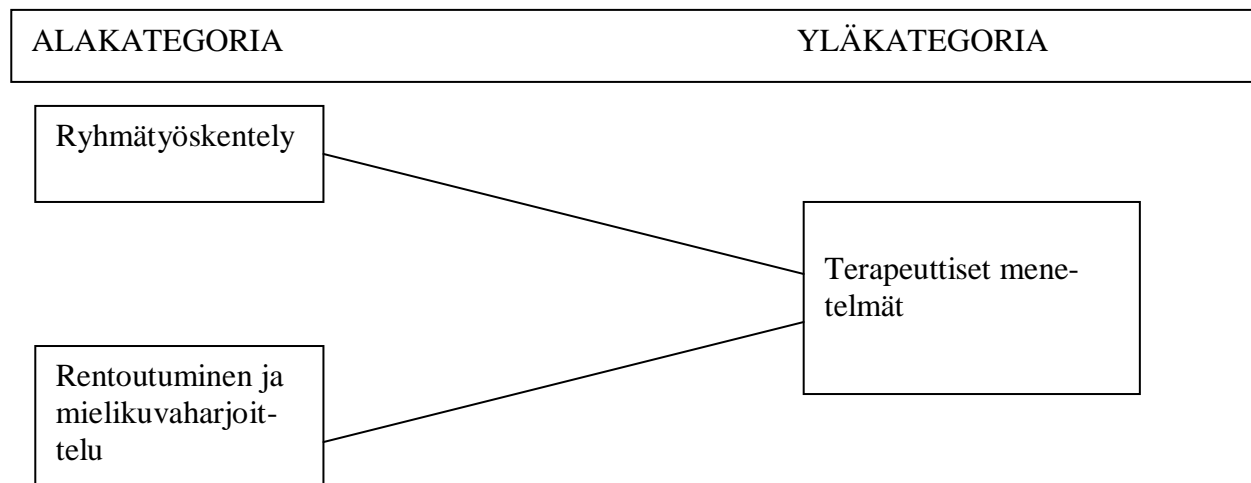 ALAKATEGORIA YLÄKATEGORIA
Ryhmätyöskentely
Terapeuttiset mene-
telmät
Rentoutuminen ja
mielikuvaharjoit-
telu